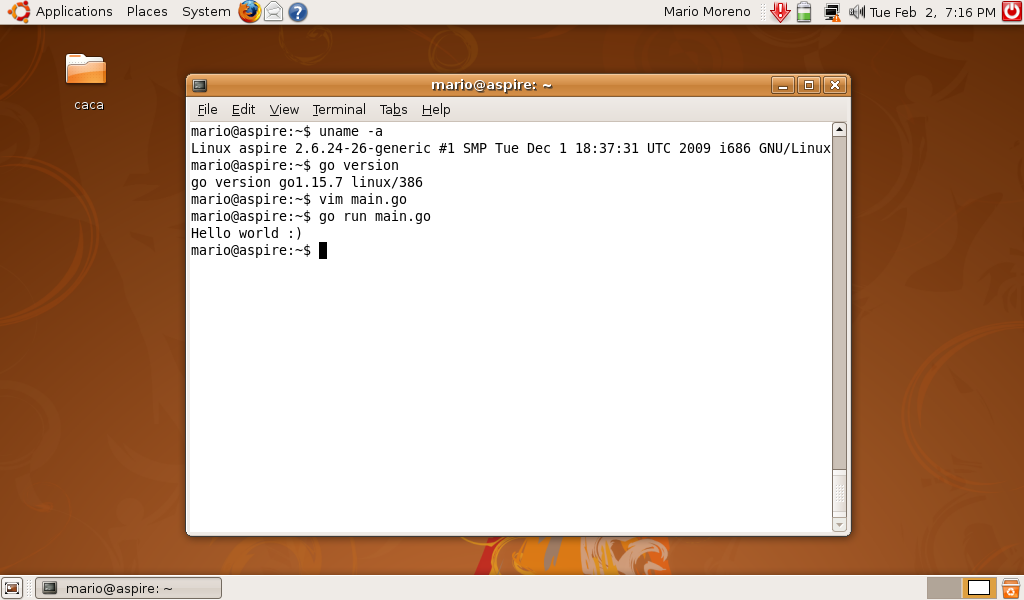 Applications Places System Mario Moreno Tue Feb 2, 7:16 PM
caca
mario@aspire: ~
File Edit View Terminal Tabs Help
mario@aspire:~$ uname -a
Linux aspire 2.6.24-26-generic #1 SMP Tue Dec 1 18:37:31 UTC 2009 i686 GNU/Linux
mario@aspire:~$ go version
go version go1.15.7 linux/386
mario@aspire:~$ vim main.go
mario@aspire:~$ go run main.go
Hello world :)
mario@aspire:~$
mario@aspire: ~